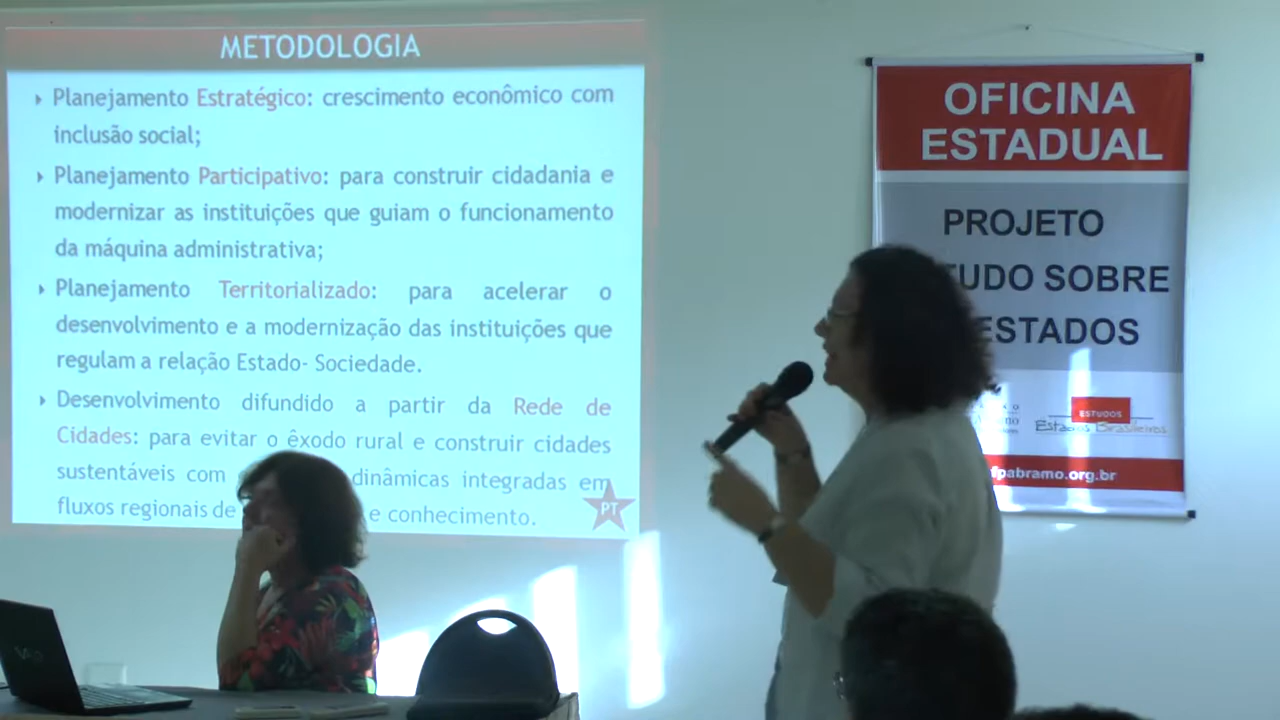 METODOLOGIA
Planejamento Estratégico: crescimento econômico com
inclusão social;
Planejamento Participativo: para construir cidadania e
modernizar as instituições que guiam o funcionamento
da máquina administrativa;
Planejamento Territorializado: para acelerar o
desenvolvimento e a modernização das instituições que
regulam a relação Estado- Sociedade.
Desenvolvimento difundido a partir da Rede de
Cidades: para evitar o êxodo rural e construir cidades
sustentáveis com dinâmicas integradas em
fluxos regionais de e conhecimento.
PT
OFICINA
ESTADUAL
PROJETO
TUDO SOBRE
ESTADOS
ESTUDOS
Estados Brasileiros
fpabramo.org.br